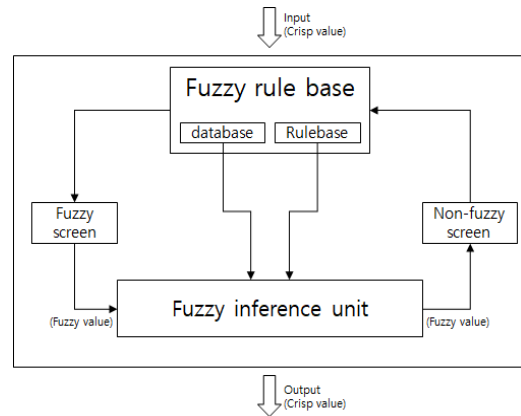 Input
(Crisp value)
Fuzzy rule base
database
Rulebase
Fuzzy
screen
Non-fuzzy
screen
Fuzzy inference unit
(Fuzzy value)
(Fuzzy value)
Output
(Crisp value)